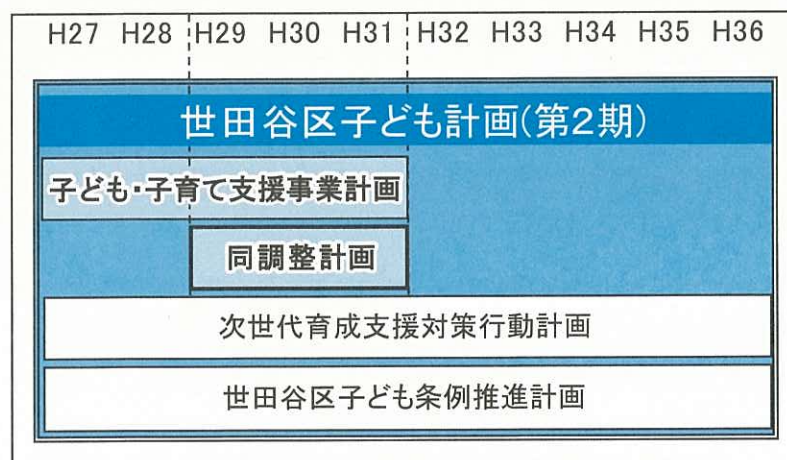 H27 H28 H29 H30 H31 H32 H33 H34 H35 H36
世田谷区子ども計画(第2期)
子ども・子育て支援事業計画
同調整計画
次世代育成支援対策行動計画
世田谷区子ども条例推進計画